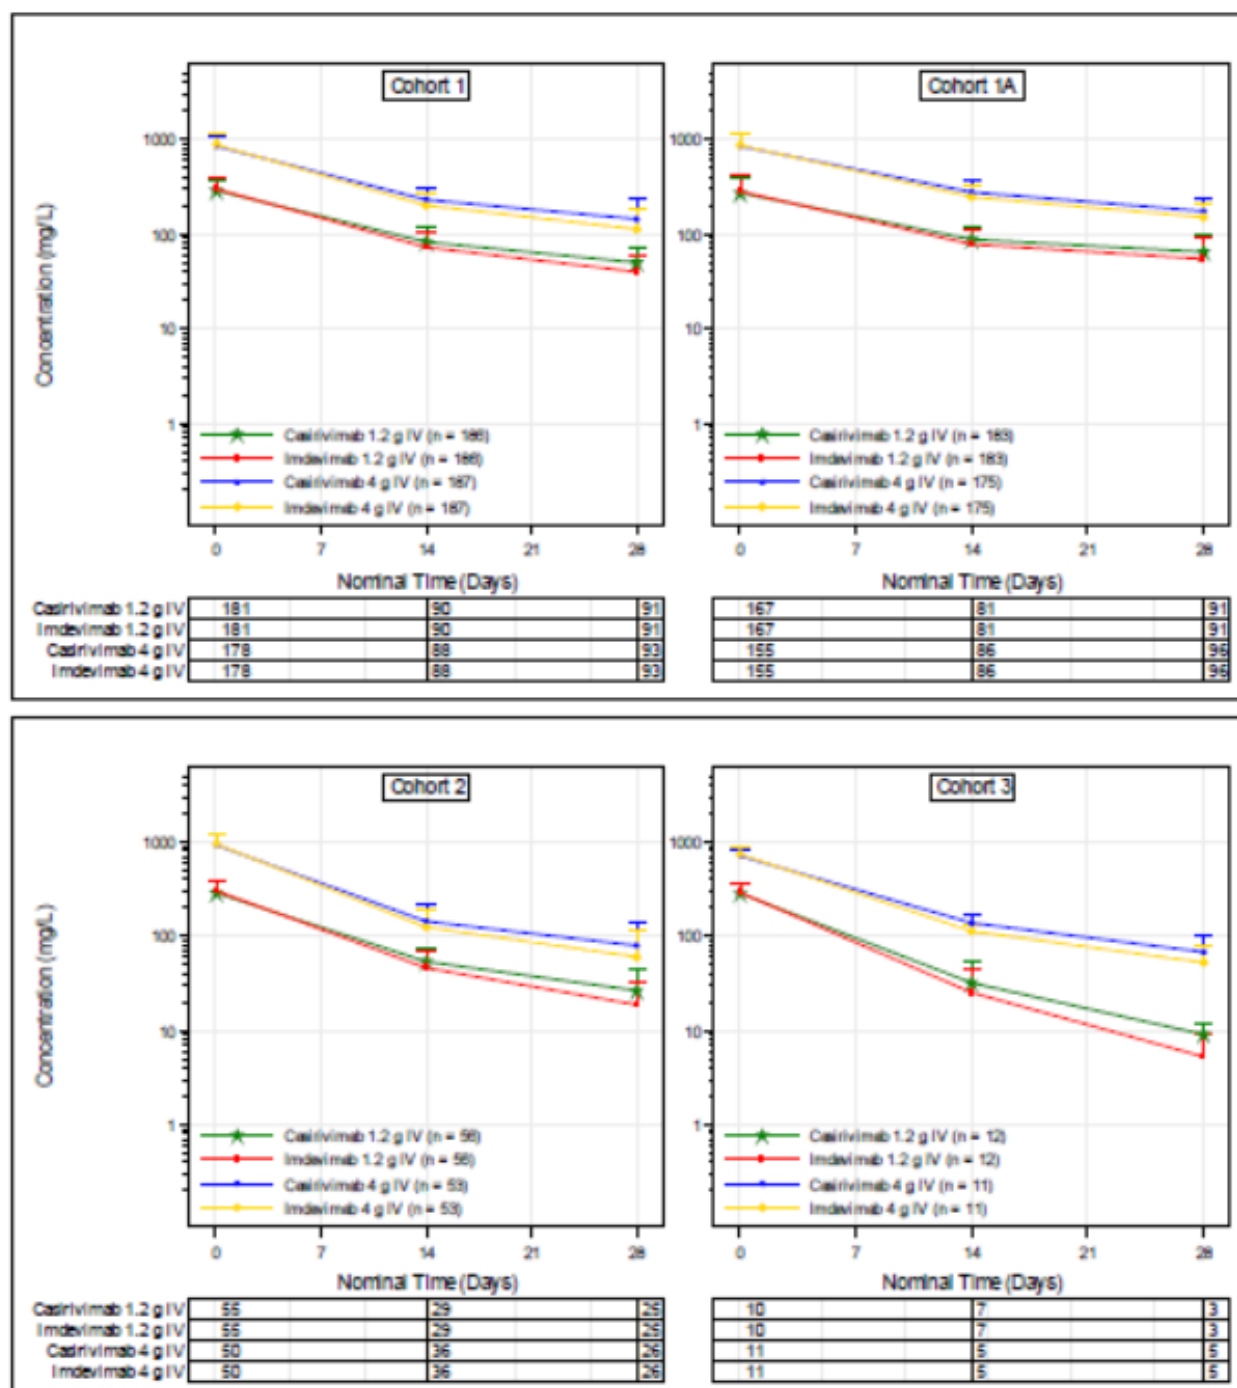 Cohort 1
Cohort 1A
1000
100
10
1
1000
100
10
1
Concentration (mg/L)
Casirivimab 1.2 g IV (n = 186)
Imdevimab 1.2 g IV (n = 186)
Casirivimab 4 g IV (n = 187)
Imdevimab 4 g IV (n = 187)
Casirivimab 1.2 g IV (n = 183)
Imdevimab 1.2 g IV (n = 183)
Casirivimab 4 g IV (n = 175)
Imdevimab 4 g IV (n = 175)
0 7 14 21 28
0 7 14 21 28
Nominal Time (Days)
Nominal Time (Days)
Casirivimab 1.2 g IV 181 90 91 167 81 91
Imdevimab 1.2 g IV 181 90 91 167 81 91
Casirivimab 4 g IV 178 88 93 155 86 96
Imdevimab 4 g IV 178 88 93 155 86 96
Cohort 2
Cohort 3
1000
100
10
1
1000
100
10
1
Concentration (mg/L)
Casirivimab 1.2 g IV (n = 56)
Imdevimab 1.2 g IV (n = 56)
Casirivimab 4 g IV (n = 53)
Imdevimab 4 g IV (n = 53)
Casirivimab 1.2 g IV (n = 12)
Imdevimab 1.2 g IV (n = 12)
Casirivimab 4 g IV (n = 11)
Imdevimab 4 g IV (n = 11)
0 7 14 21 28
0 7 14 21 28
Nominal Time (Days)
Nominal Time (Days)
Casirivimab 1.2 g IV 55 29 25 10 7 3
Imdevimab 1.2 g IV 55 29 25 10 7 3
Casirivimab 4 g IV 50 36 26 11 5 5
Imdevimab 4 g IV 50 36 26 11 5 5